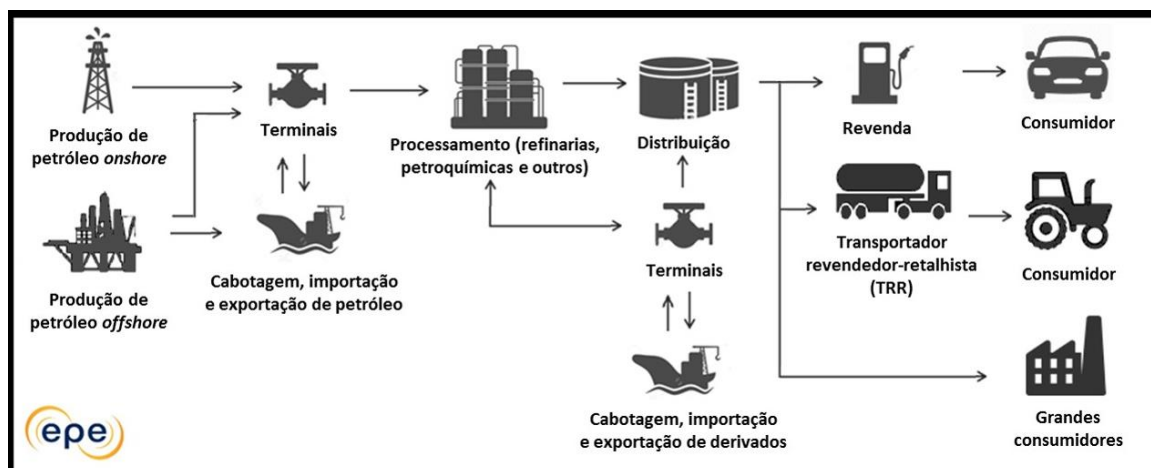 Produção de
petróleo onshore
Terminais
Processamento (refinarias,
petroquímicas e outros)
Distribuição
Revenda
Consumidor
Produção de
petróleo offshore
Cabotagem, importação
e exportação de petróleo
Terminais
Transportador
revendedor-retalhista
(TRR)
Consumidor
Cabotagem, importação
e exportação de derivados
Grandes
consumidores
epe